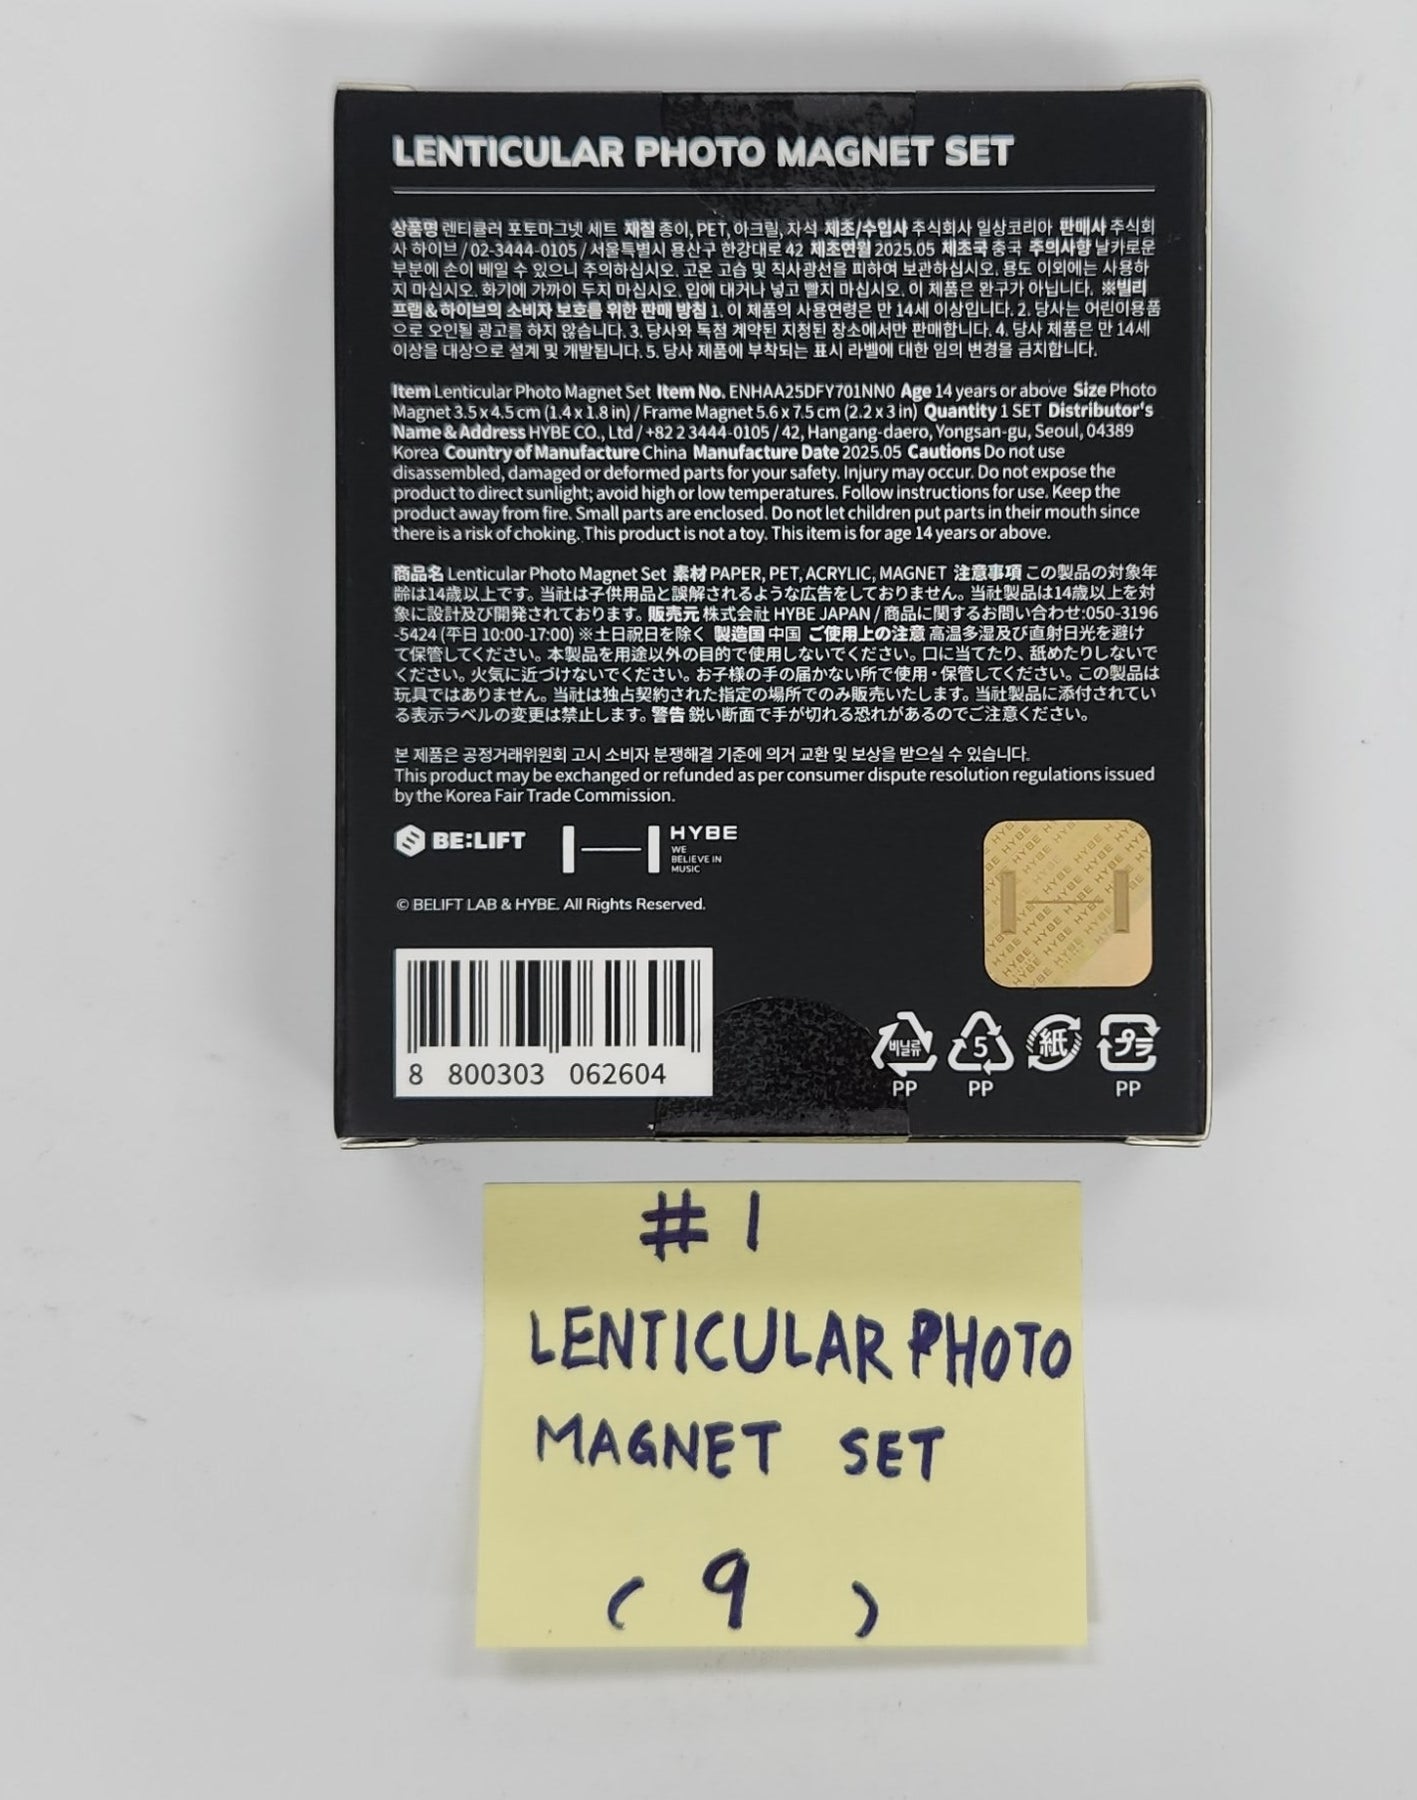 LENTICULAR PHOTO MAGNET SET
상품명 렌티큘러 포토마그넷 세트 재질 종이, PET, 아크릴, 자석 제조/수입사 주식회사 일상코리아 판매사 주식회
사 하이브 / 02-3444-0105 / 서울특별시 용산구 한강대로 42 제조연월 2025.05 제조국 중국 주의사항 날카로운
부분에 손이 베일 수 있으니 주의하십시오. 고온 고습 및 직사광선을 피하여 보관하십시오. 용도 이외에는 사용하
지 마십시오. 화기에 가까이 두지 마십시오. 입에 대거나 넣고 빨지 마십시오. 이 제품은 완구가 아닙니다. ※빌리
프랩&하이브의 소비자 보호를 위한 판매 방침 1. 이 제품의 사용연령은 만 14세 이상입니다. 2. 당사는 어린이용품
으로 오인될 광고를 하지 않습니다. 3. 당사와 독점 계약된 지정된 장소에서만 판매합니다. 4. 당사 제품은 만 14세
이상을 대상으로 설계 및 개발됩니다. 5. 당사 제품에 부착되는 표시 라벨에 대한 임의 변경을 금지합니다.
Item Lenticular Photo Magnet Set Item No. ENHAA25DFY701NN0 Age 14 years or above Size Photo
Magnet 3.5 x 4.5 cm (1.4 x 1.8 in) / Frame Magnet 5.6 x 7.5 cm (2.2 x 3 in) Quantity 1 SET Distributor's
Name & Address HYBE CO., Ltd / +82 2 3444-0105 / 42, Hangang-daero, Yongsan-gu, Seoul, 04389
Korea Country of Manufacture China Manufacture Date 2025.05 Cautions Do not use
disassembled, damaged or deformed parts for your safety. Injury may occur. Do not expose the
product to direct sunlight; avoid high or low temperatures. Follow instructions for use. Keep the
product away from fire. Small parts are enclosed. Do not let children put parts in their mouth since
there is a risk of choking. This product is not a toy. This item is for age 14 years or above.
商品名 Lenticular Photo Magnet Set 素材 PAPER, PET, ACRYLIC, MAGNET 注意事項 この製品の対象年
齢は14歳以上です。当社は子供用品と誤解されるような広告をしておりません。当社製品は14歳以上を対
象に設計及び開発されております。販売元 株式会社 HYBE JAPAN / 商品に関するお問い合わせ:050-3196
-5424 (平日 10:00-17:00) ※土日祝日を除く 製造国 中国 ご使用上の注意 高温多湿及び直射日光を避け
て保管してください。本製品を用途以外の目的で使用しないでください。口に当てたり、舐めたりしないで
ください。火気に近づけないでください。お子様の手の届かない所で使用・保管してください。この製品は
玩具ではありません。当社は独占契約された指定の場所でのみ販売いたします。当社製品に添付されてい
る表示ラベルの変更は禁止します。警告 鋭い断面で手が切れる恐れがあるのでご注意ください。
본 제품은 공정거래위원회 고시 소비자 분쟁해결 기준에 의거 교환 및 보상을 받으실 수 있습니다.
This product may be exchanged or refunded as per consumer dispute resolution regulations issued
by the Korea Fair Trade Commission.
BE:LIFT
HYBE
WE
BELIEVE IN
MUSIC
© BELIFT LAB & HYBE. All Rights Reserved.
8 800303 062604
비닐류 5 紙 プラ
PP PP PP
#1
LENTICULAR PHOTO
MAGNET SET
( 9 )